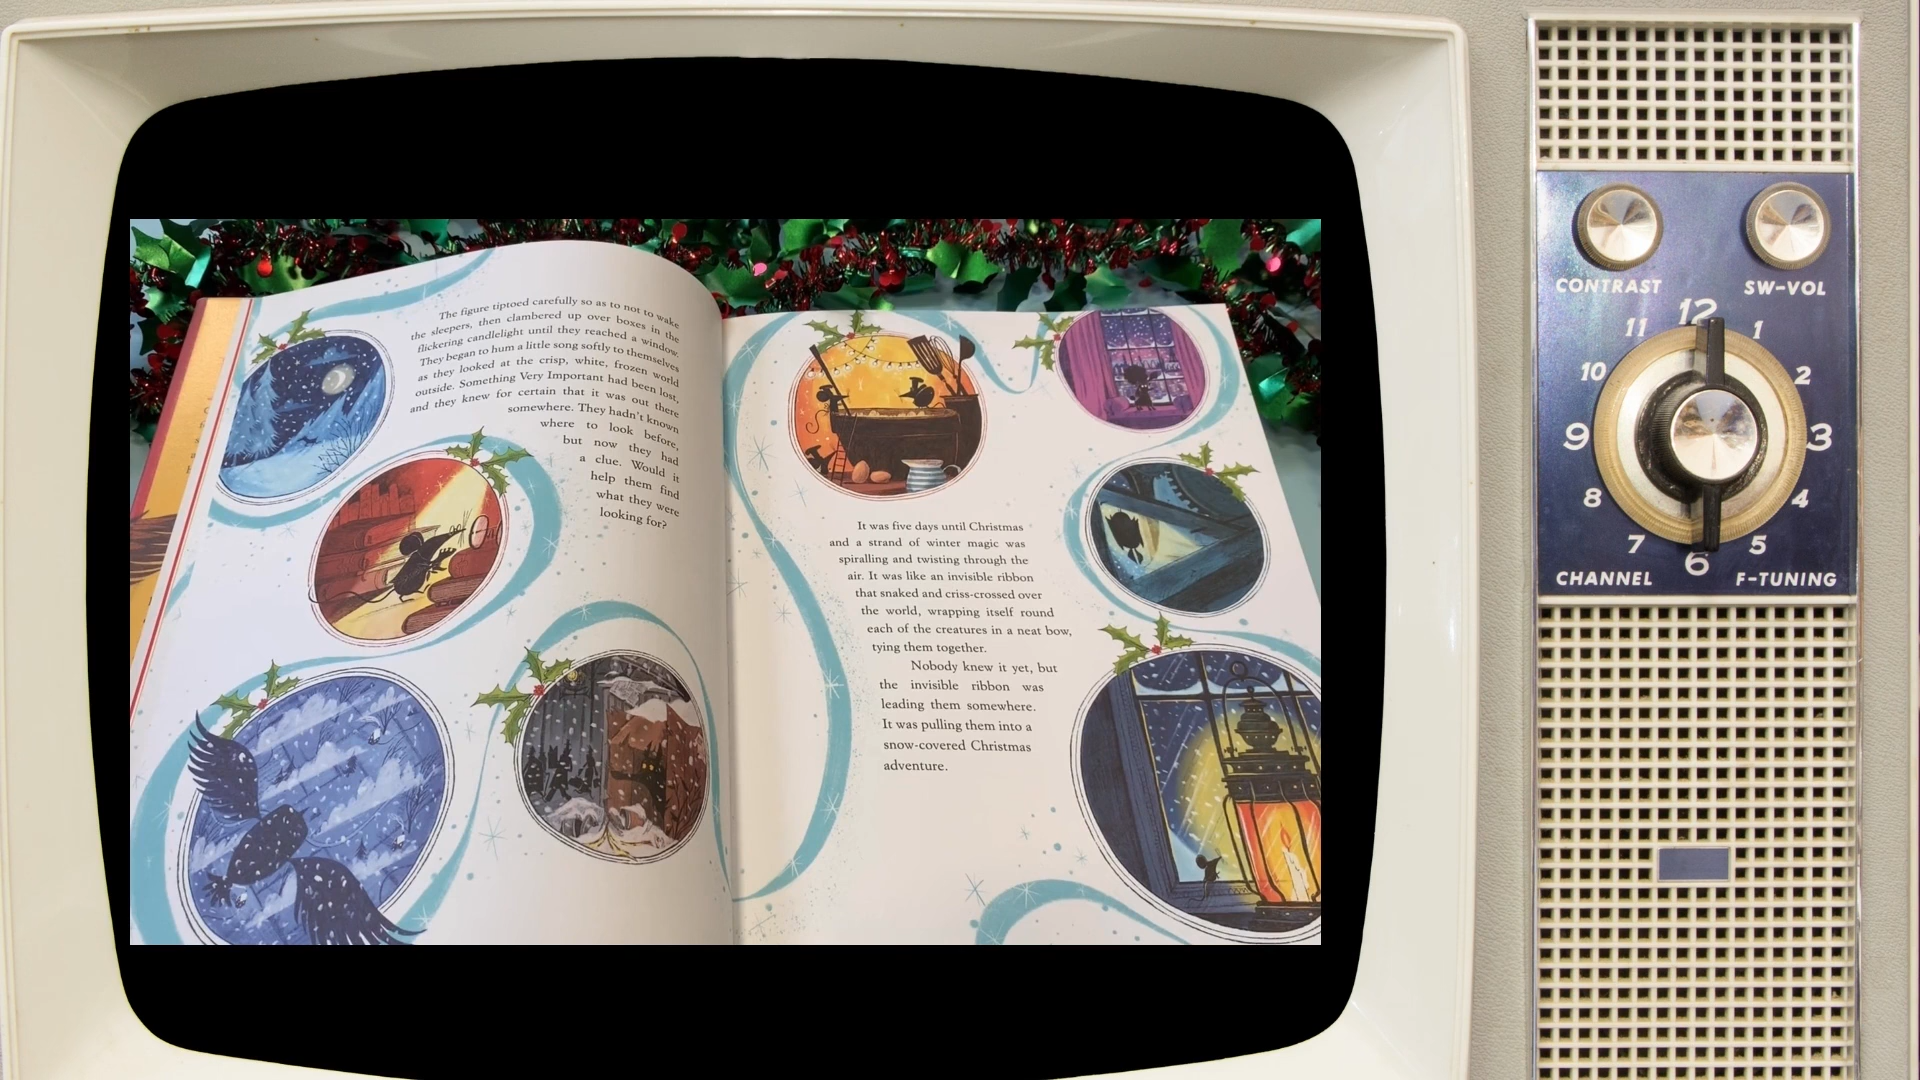 The figure tiptoed carefully so as to not to wake
the sleepers, then clambered up over boxes in the
flickering candlelight until they reached a window.
They began to hum a little song softly to themselves
as they looked at the crisp, white, frozen world
outside. Something Very Important had been lost,
and they knew for certain that it was out there
somewhere. They hadn't known
where to look before,
but now they had
a clue. Would it
help them find
what they were
looking for?
It was five days until Christmas
and a strand of winter magic was
spiralling and twisting through the
air. It was like an invisible ribbon
that snaked and criss-crossed over
the world, wrapping itself round
each of the creatures in a neat bow,
tying them together.
Nobody knew it yet, but
the invisible ribbon was
leading them somewhere.
It was pulling them into a
snow-covered Christmas
adventure.
CONTRAST
SW-VOL
12
11
1
10
2
9
3
8
4
7
5
6
CHANNEL
F-TUNING